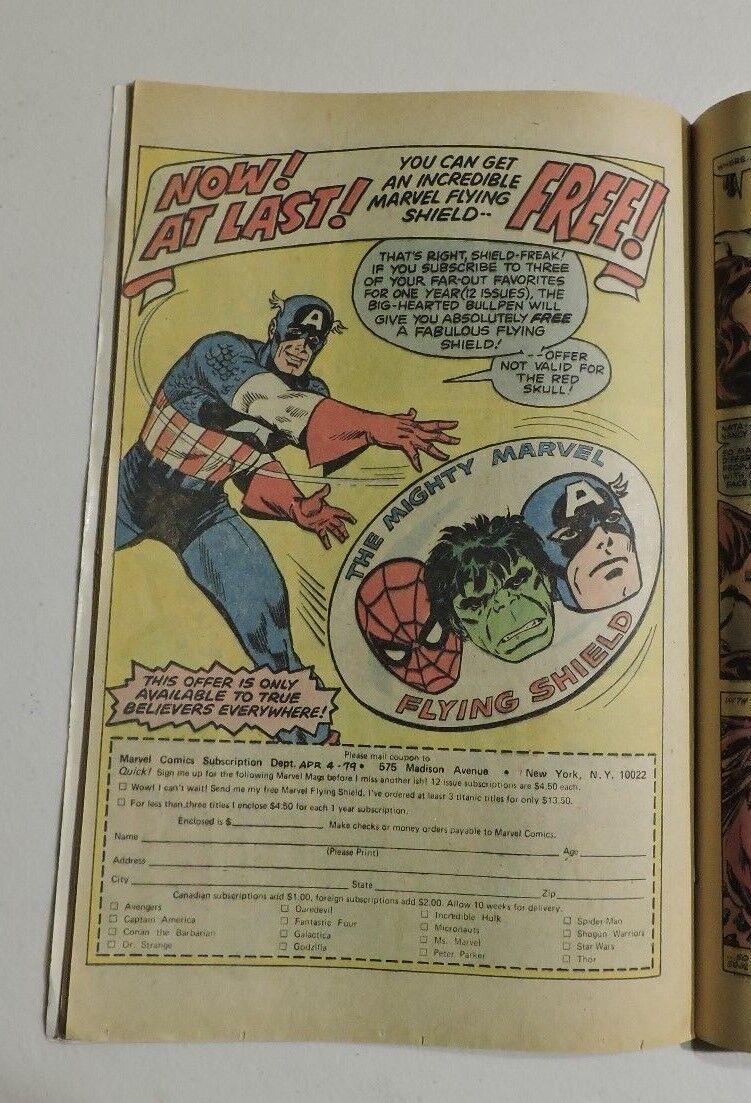 NOW!
AT LAST!
YOU CAN GET
AN INCREDIBLE
MARVEL FLYING
SHIELD--
FREE!
THAT'S RIGHT, SHIELD-FREAK!
IF YOU SUBSCRIBE TO THREE
OF YOUR FAR-OUT FAVORITES
FOR ONE YEAR (12 ISSUES), THE
BIG-HEARTED BULLPEN WILL
GIVE YOU ABSOLUTELY FREE
A FABULOUS FLYING
SHIELD!
--OFFER
NOT VALID FOR
THE RED
SKULL!
A
THE MIGHTY MARVEL
A
FLYING SHIELD
THIS OFFER IS ONLY
AVAILABLE TO TRUE
BELIEVERS EVERYWHERE!
Please mail coupon to
Marvel Comics Subscription Dept. APR 4-79 • 575 Madison Avenue • New York, N.Y. 10022
Quick! Sign me up for the following Marvel Mags before I miss another ish! 12 issue subscriptions are $4.50 each.
☐ Wow! I can't wait! Send me my free Marvel Flying Shield, I've ordered at least 3 titanic titles for only $13.50.
☐ For less than three titles I enclose $4.50 for each 1 year subscription.
Enclosed is $ Make checks or money orders payable to Marvel Comics.
Name
(Please Print) Age
Address
City State Zip
Canadian subscriptions add $1.00, foreign subscriptions add $2.00. Allow 10 weeks for delivery.
☐ Avengers
☐ Captain America
☐ Conan the Barbarian
☐ Dr. Strange
☐ Daredevil
☐ Fantastic Four
☐ Galactica
☐ Godzilla
☐ Incredible Hulk
☐ Micronauts
☐ Ms. Marvel
☐ Peter Parker
☐ Spider-Man
☐ Shogun Warriors
☐ Star Wars
☐ Thor